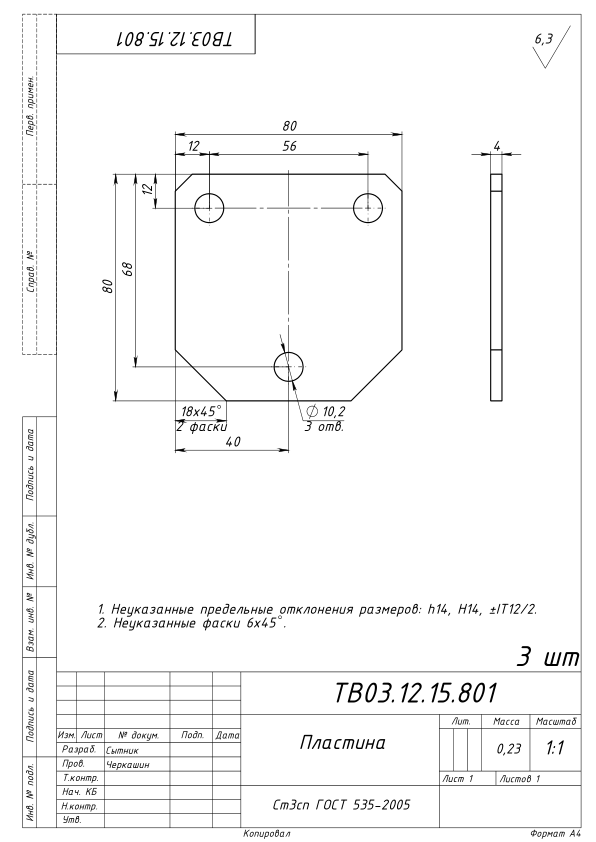 ТВ03.12.15.801
6,3
Перв. примен.
Справ. №
Подпись и дата
Инв. № дубл.
Взам. инв. №
Подпись и дата
Инв. № подл.
80
12
56
4
12
68
80
18x45°
2 фаски
∅ 10,2
3 отв.
40
1. Неуказанные предельные отклонения размеров: h14, H14, ±IT12/2.
2. Неуказанные фаски 6x45°.
3 шт
ТВ03.12.15.801
Изм. Лист № докум. Подп. Дата
Разраб. Сытник
Пров. Черкашин
Т.контр.
Нач. КБ
Н.контр.
Утв.
Пластина
Лит. Масса Масштаб
0,23 1:1
Лист 1 Листов 1
Ст3сп ГОСТ 535-2005
Копировал Формат А4